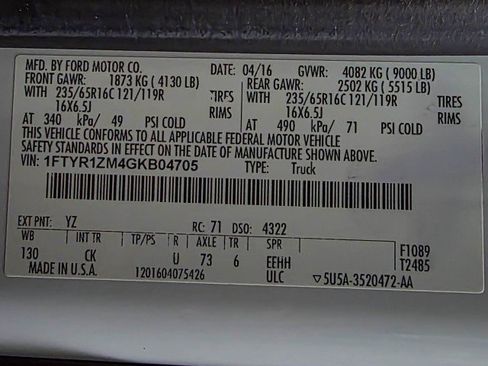 MFD. BY FORD MOTOR CO. DATE: 04/16 GVWR: 4082 KG ( 9000 LB)
FRONT GAWR: 1873 KG ( 4130 LB) REAR GAWR: 2502 KG ( 5515 LB)
235/65R16C 121/119R TIRES 235/65R16C 121/119R TIRES
16X6.5J RIMS 16X6.5J RIMS
AT 340 kPa/ 49 PSI COLD AT 490 kPa/ 71 PSI COLD
THIS VEHICLE CONFORMS TO ALL APPLICABLE FEDERAL MOTOR VEHICLE
SAFETY STANDARDS IN EFFECT ON THE DATE OF MANUFACTURE SHOWN ABOVE.
VIN: 1FTYR1ZM4GKB04705 TYPE: Truck
EXT PNT: YZ RC: 71 DSO: 4322
WB INT TR TP/PS R AXLE TR SPR F1089
130 CK U 73 6 EEHH T2485
MADE IN U.S.A. 1201604075426 ULC ▽5U5A-3520472-AA